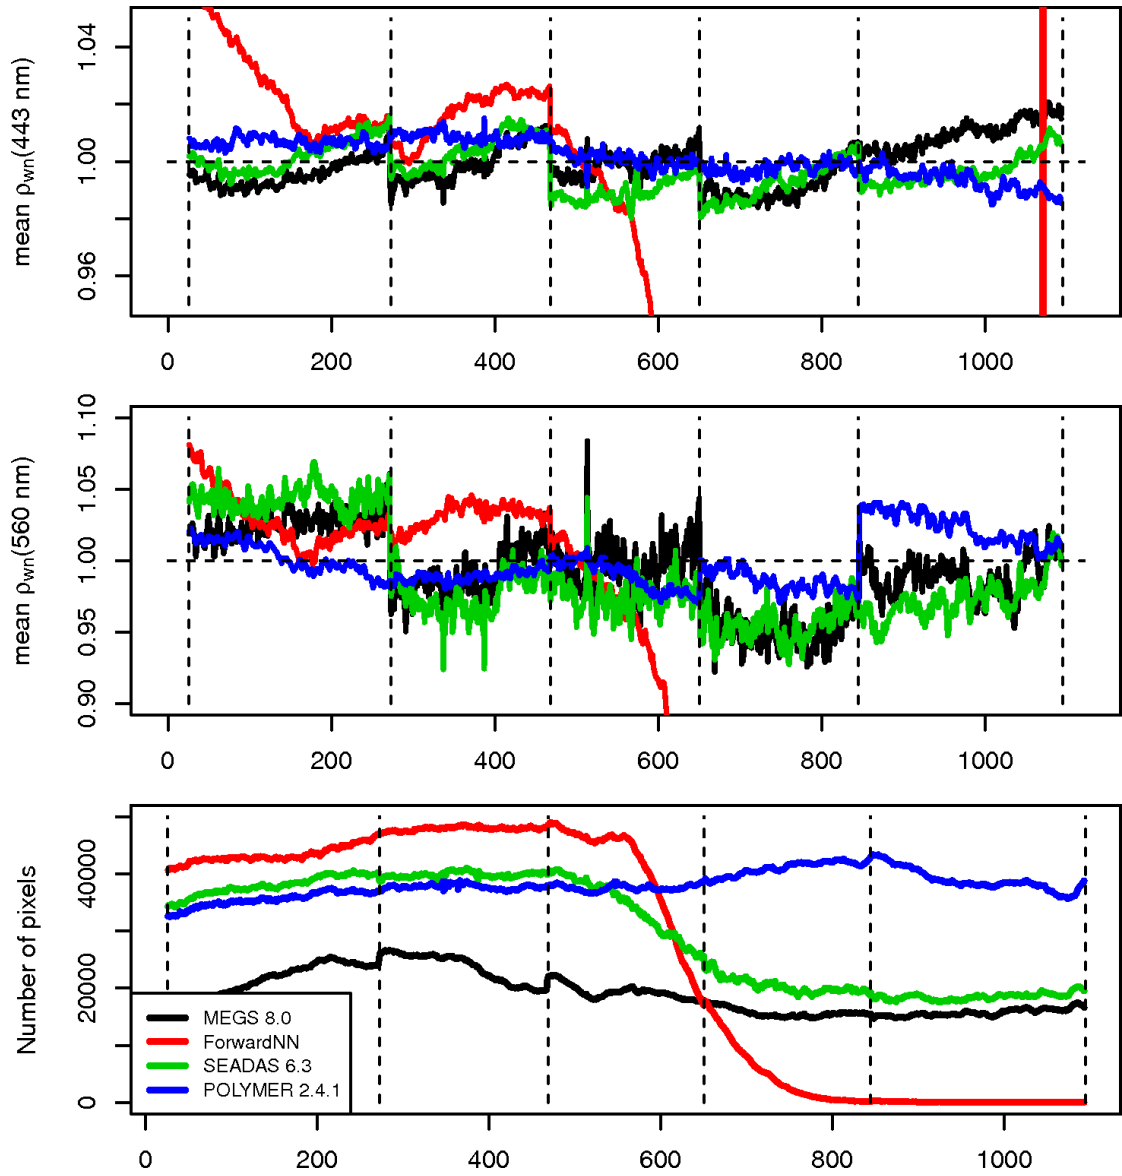 mean ρwn(443 nm)
0.96 1.00 1.04
0 200 400 600 800 1000
mean ρwn(560 nm)
0.90 0.95 1.00 1.05 1.10
0 200 400 600 800 1000
Number of pixels
0 20000 40000
MEGS 8.0
ForwardNN
SEADAS 6.3
POLYMER 2.4.1
0 200 400 600 800 1000